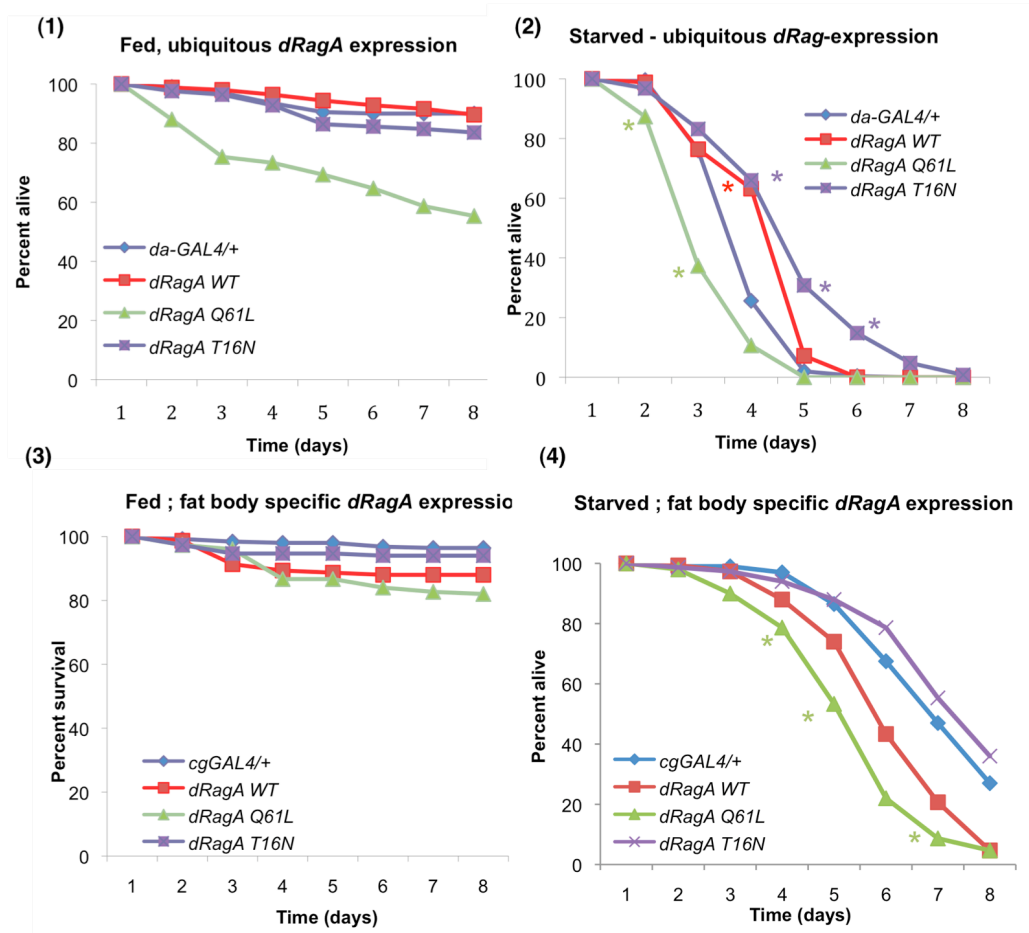 (1)
Fed, ubiquitous dRagA expression
Percent alive
100
80
60
40
20
0
da-GAL4/+
dRagA WT
dRagA Q61L
dRagA T16N
1 2 3 4 5 6 7 8
Time (days)
(2)
Starved - ubiquitous dRag-expression
Percent alive
100
80
60
40
20
0
* * * * * *
da-GAL4/+
dRagA WT
dRagA Q61L
dRagA T16N
1 2 3 4 5 6 7 8
Time (days)
(3)
Fed ; fat body specific dRagA expressio
Percent survival
100
80
60
40
20
0
cgGAL4/+
dRagA WT
dRagA Q61L
dRagA T16N
1 2 3 4 5 6 7 8
Time (days)
(4)
Starved ; fat body specific dRagA expression
Percent alive
100
80
60
40
20
0
* * *
cgGAL4/+
dRagA WT
dRagA Q61L
dRagA T16N
1 2 3 4 5 6 7 8
Time (days)